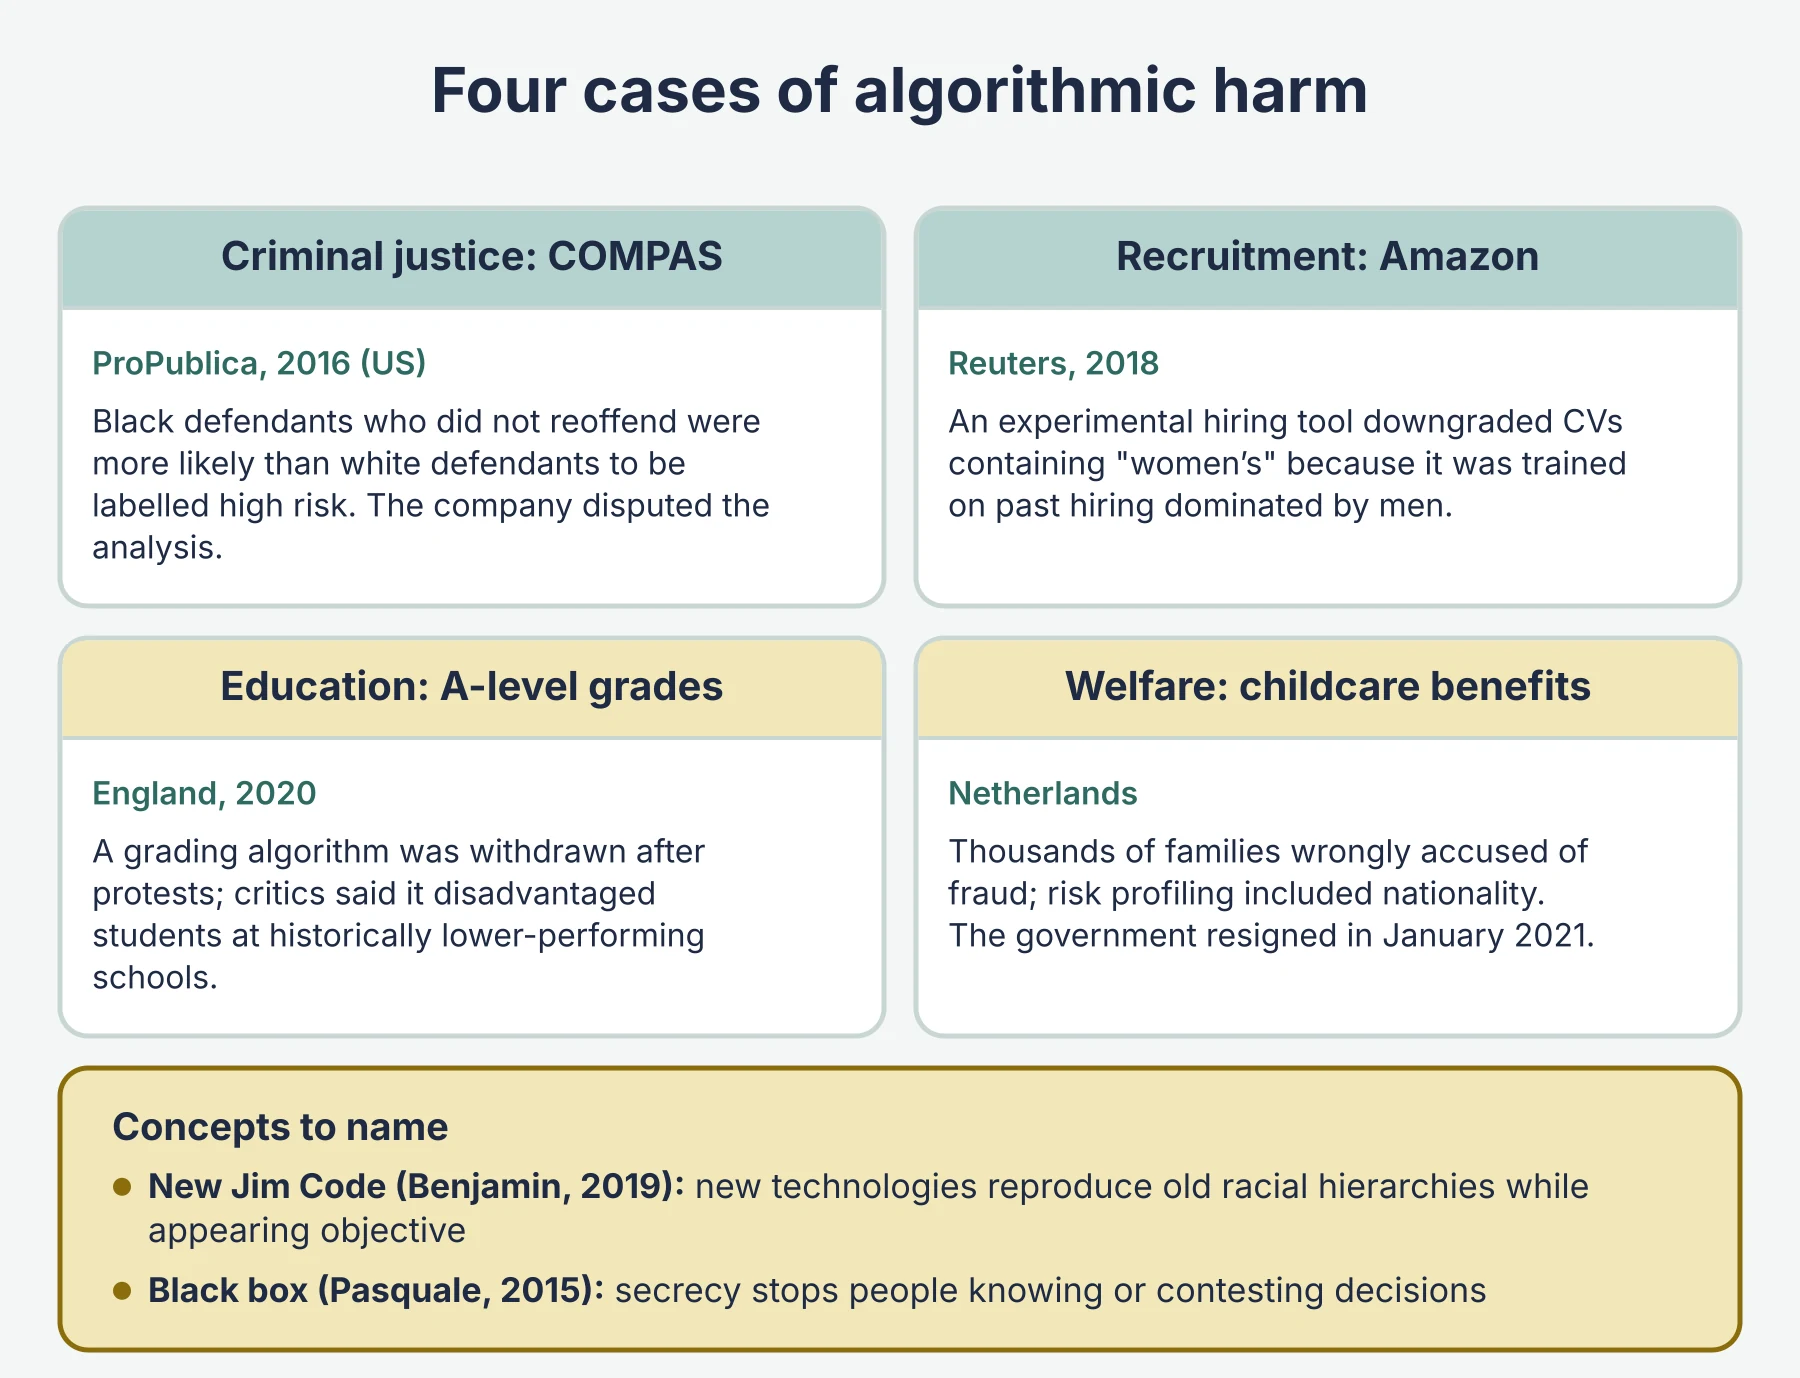 Four cases of algorithmic harm
Criminal justice: COMPAS
ProPublica, 2016 (US)
Black defendants who did not reoffend were
more likely than white defendants to be
labelled high risk. The company disputed the
analysis.
Recruitment: Amazon
Reuters, 2018
An experimental hiring tool downgraded CVs
containing "women’s" because it was trained
on past hiring dominated by men.
Education: A-level grades
England, 2020
A grading algorithm was withdrawn after
protests; critics said it disadvantaged
students at historically lower-performing
schools.
Welfare: childcare benefits
Netherlands
Thousands of families wrongly accused of
fraud; risk profiling included nationality.
The government resigned in January 2021.
Concepts to name
● New Jim Code (Benjamin, 2019): new technologies reproduce old racial hierarchies while
appearing objective
● Black box (Pasquale, 2015): secrecy stops people knowing or contesting decisions